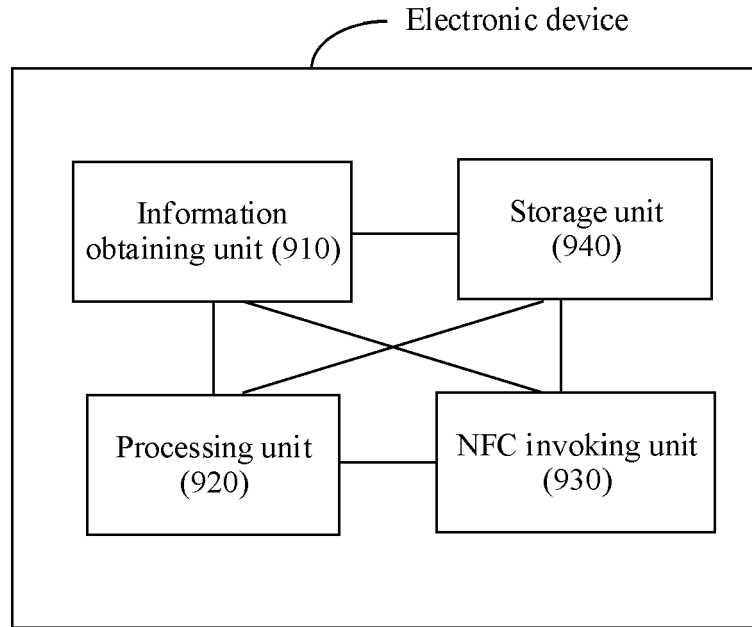 Electronic device
Information
obtaining unit (910)
Storage unit
(940)
Processing unit
(920)
NFC invoking unit
(930)